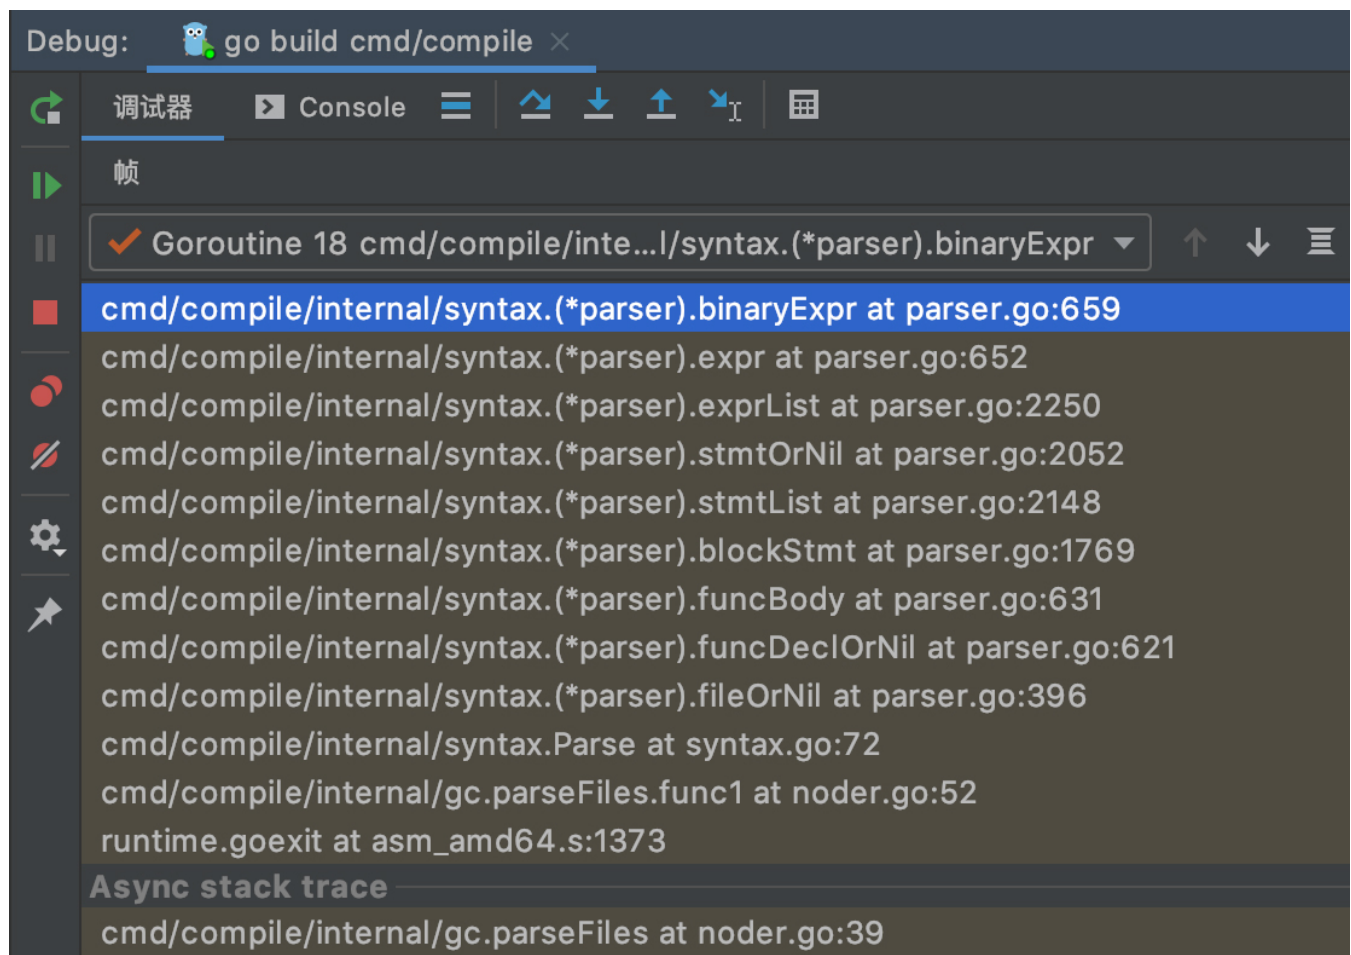 Debug: go build cmd/compile
调试器 Console
帧
Goroutine 18 cmd/compile/inte...l/syntax.(*parser).binaryExpr
cmd/compile/internal/syntax.(*parser).binaryExpr at parser.go:659
cmd/compile/internal/syntax.(*parser).expr at parser.go:652
cmd/compile/internal/syntax.(*parser).exprList at parser.go:2250
cmd/compile/internal/syntax.(*parser).stmtOrNil at parser.go:2052
cmd/compile/internal/syntax.(*parser).stmtList at parser.go:2148
cmd/compile/internal/syntax.(*parser).blockStmt at parser.go:1769
cmd/compile/internal/syntax.(*parser).funcBody at parser.go:631
cmd/compile/internal/syntax.(*parser).funcDeclOrNil at parser.go:621
cmd/compile/internal/syntax.(*parser).fileOrNil at parser.go:396
cmd/compile/internal/syntax.Parse at syntax.go:72
cmd/compile/internal/gc.parseFiles.func1 at noder.go:52
runtime.goexit at asm_amd64.s:1373
Async stack trace
cmd/compile/internal/gc.parseFiles at noder.go:39